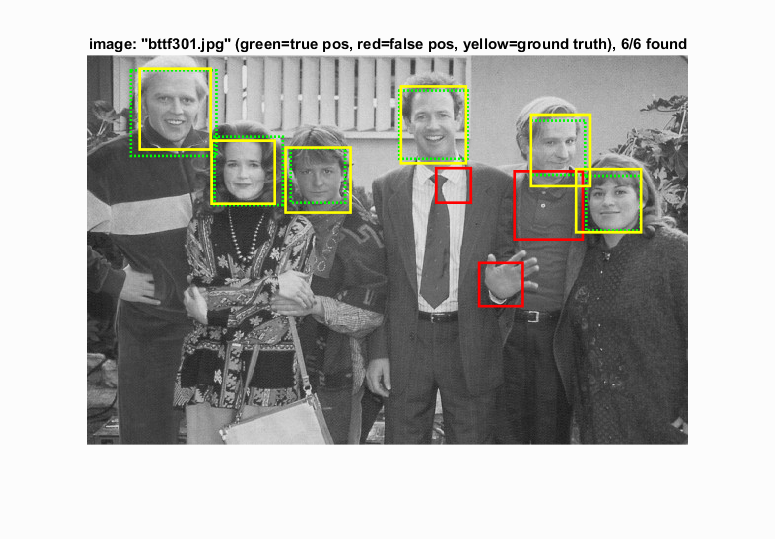 image: "bttf301.jpg" (green=true pos, red=false pos, yellow=ground truth), 6/6 found